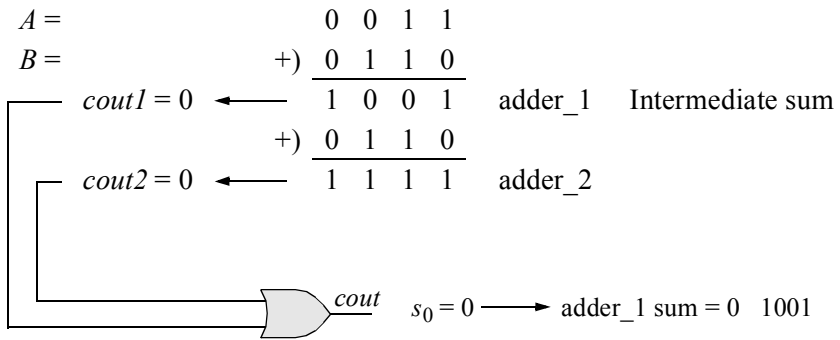 A = 0 0 1 1
B = +) 0 1 1 0
cout1 = 0 1 0 0 1 adder_1 Intermediate sum
+) 0 1 1 0
cout2 = 0 1 1 1 1 adder_2
cout s0 = 0 adder_1 sum = 0 1001